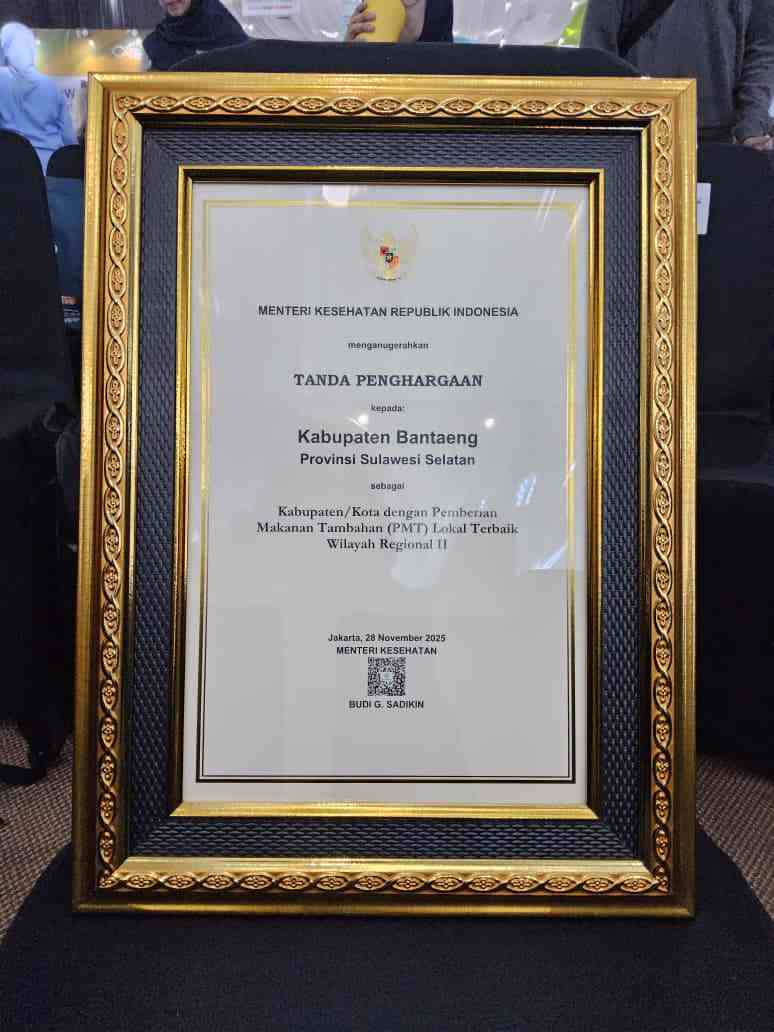 MENTERI KESEHATAN REPUBLIK INDONESIA
menganugerahkan
TANDA PENGHARGAAN
kepada:
Kabupaten Bantaeng
Provinsi Sulawesi Selatan
sebagai
Kabupaten/Kota dengan Pemberian
Makanan Tambahan (PMT) Lokal Terbaik
Wilayah Regional II
Jakarta, 28 November 2025
MENTERI KESEHATAN
BUDI G. SADIKIN